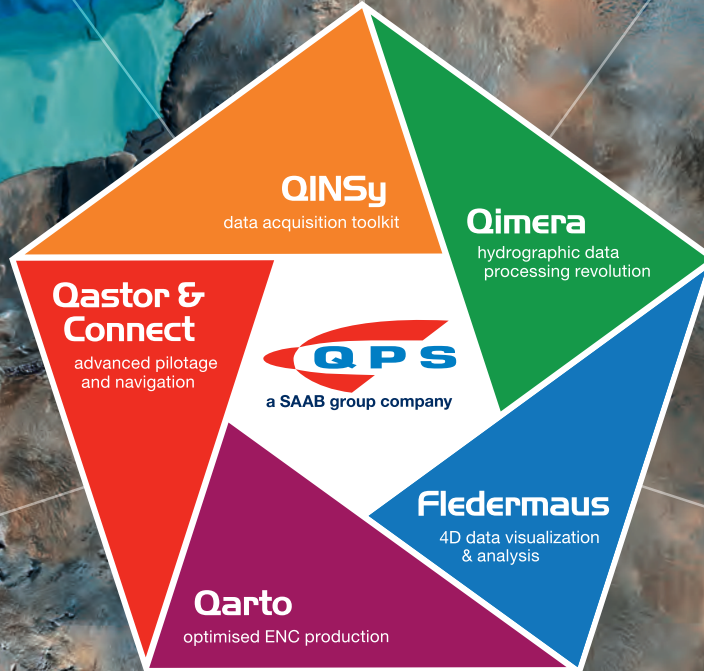 QINSy
data acquisition toolkit
Qimera
hydrographic data
processing revolution
Qastor &
Connect
advanced pilotage
and navigation
QPS
a SAAB group company
Fledermaus
4D data visualization
& analysis
Qarto
optimised ENC production